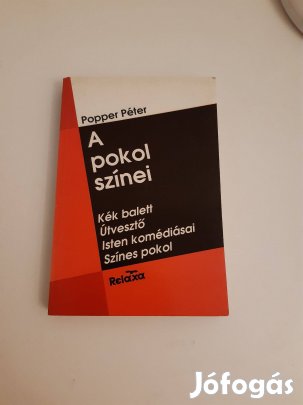 Popper Péter
A
pokol
színei
Kék balett
Útvesztő
Isten komédiásai
Színes pokol
Relaxa
Jófogás